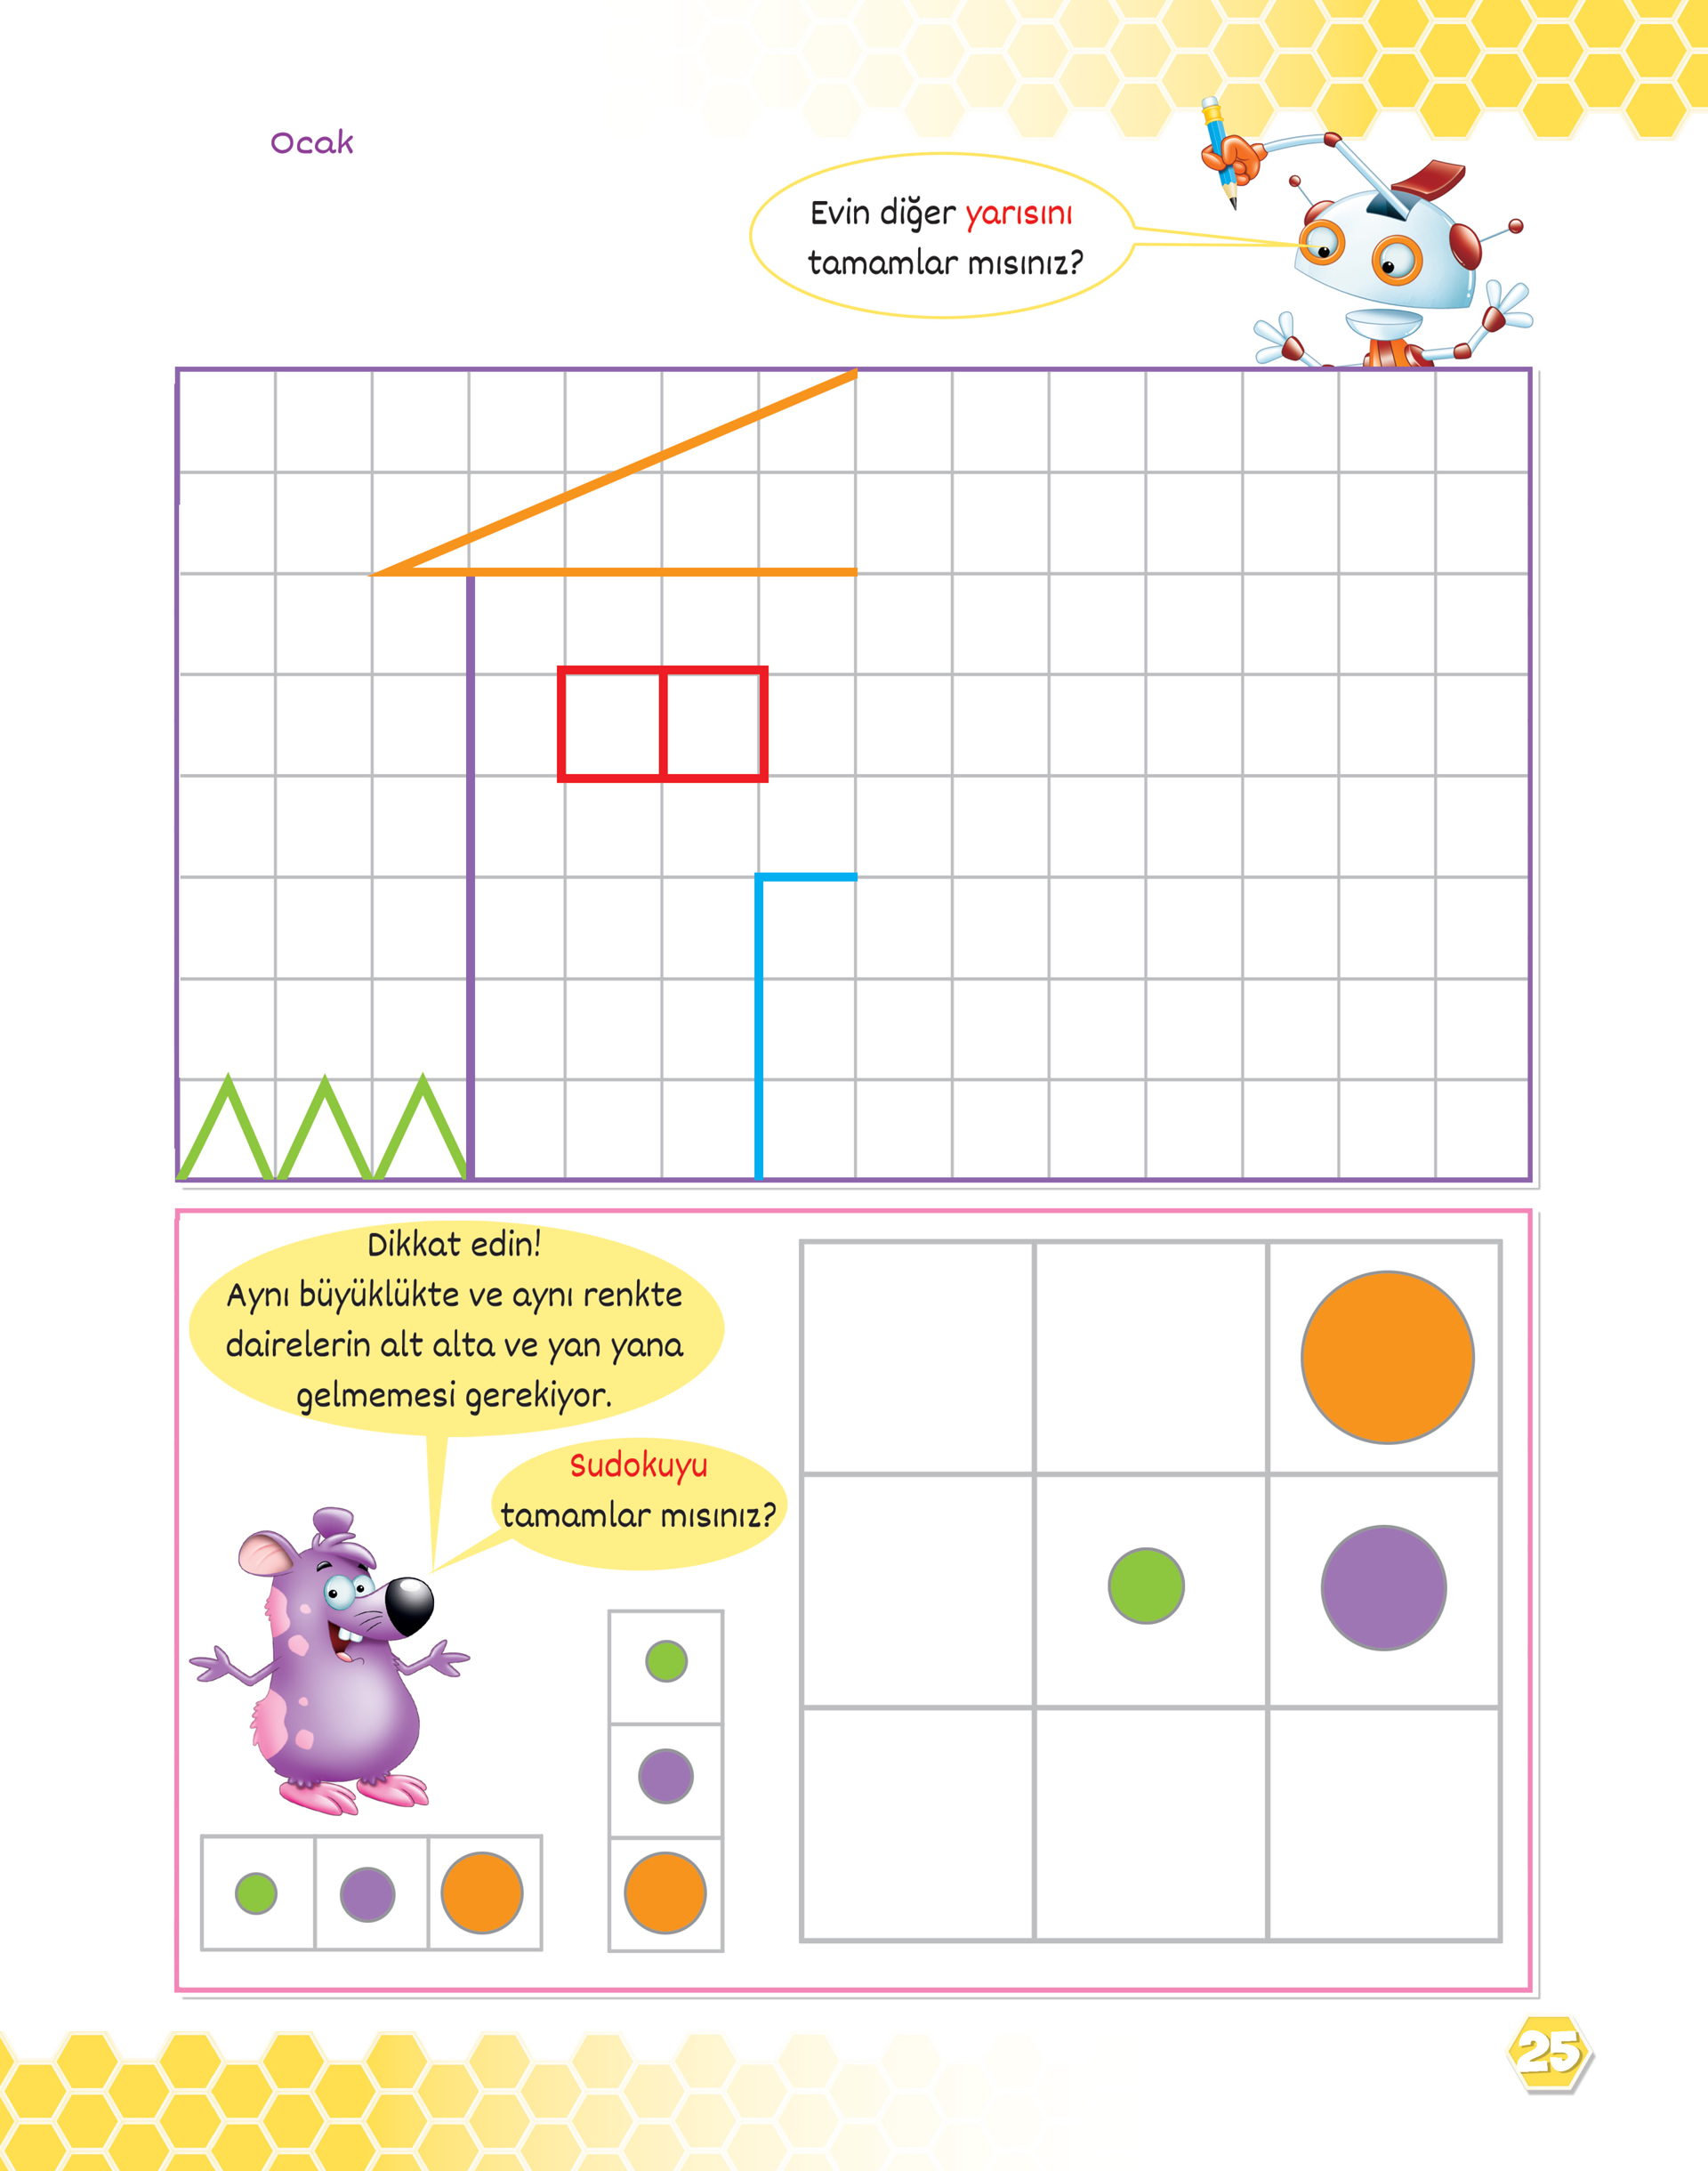 Ocak
Evin diğer yarısını
tamamlar mısınız?
Dikkat edin!
Aynı büyüklükte ve aynı renkte
dairelerin alt alta ve yan yana
gelmemesi gerekiyor.
Sudokuyu
tamamlar mısınız?
25